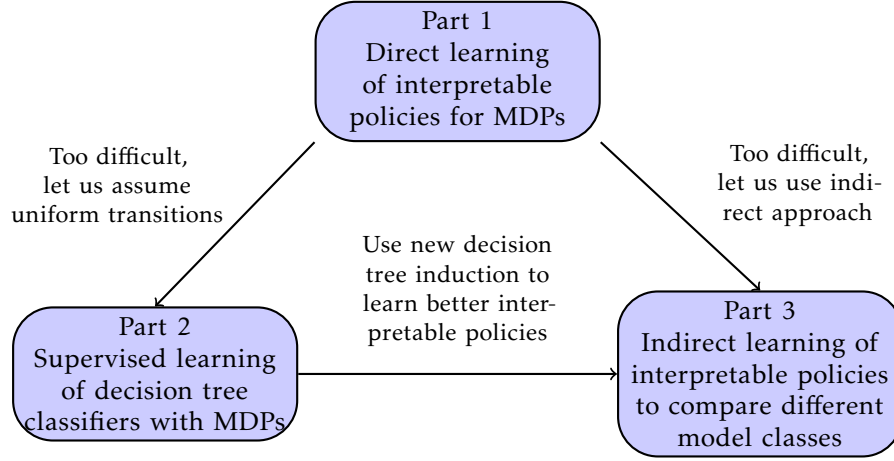 Part 1
Direct learning
of interpretable
policies for MDPs
Too difficult,
let us assume
uniform transitions
Too difficult,
let us use indi-
rect approach
Use new decision
tree induction to
learn better inter-
pretable policies
Part 2
Supervised learning
of decision tree
classifiers with MDPs
Part 3
Indirect learning of
interpretable policies
to compare different
model classes